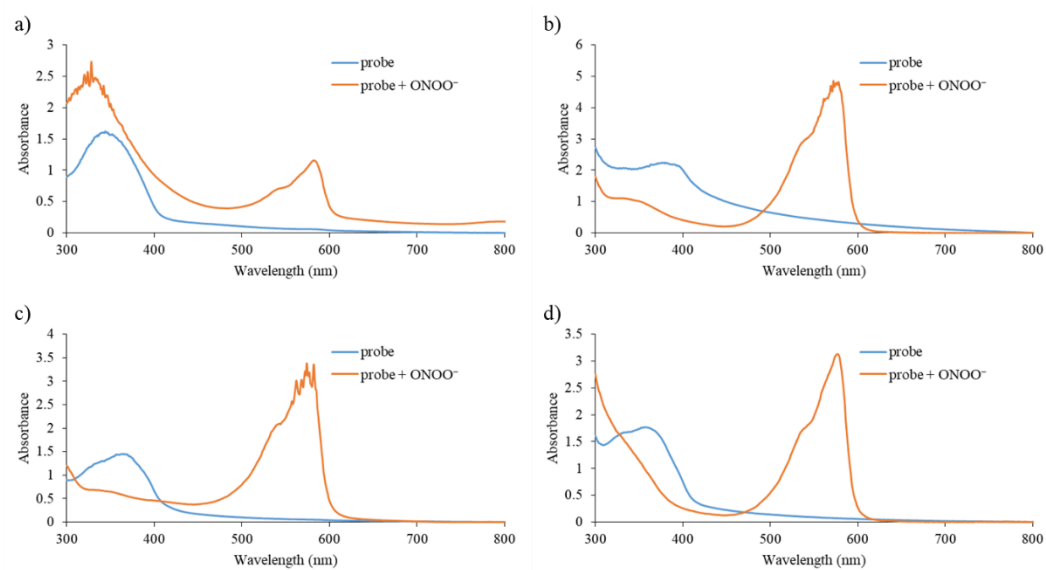 a)
3
2.5
2
1.5
1
0.5
0
Absorbance
probe
probe + ONOO⁻
300 400 500 600 700 800
Wavelength (nm)
b)
6
5
4
3
2
1
0
Absorbance
probe
probe + ONOO⁻
300 400 500 600 700 800
Wavelength (nm)
c)
4
3.5
3
2.5
2
1.5
1
0.5
0
Absorbance
probe
probe + ONOO⁻
300 400 500 600 700 800
Wavelength (nm)
d)
3.5
3
2.5
2
1.5
1
0.5
0
Absorbance
probe
probe + ONOO⁻
300 400 500 600 700 800
Wavelength (nm)